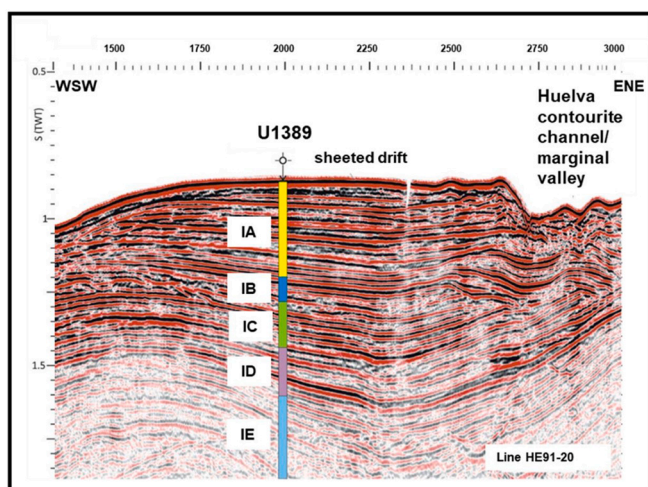 1500 1750 2000 2250 2500 2750 3000
0.5
WSW
ENE
S (TWT)
Huelva
contourite
channel/
marginal
valley
U1389
sheeted drift
1
IA
IB
IC
1.5
ID
IE
Line HE91-20